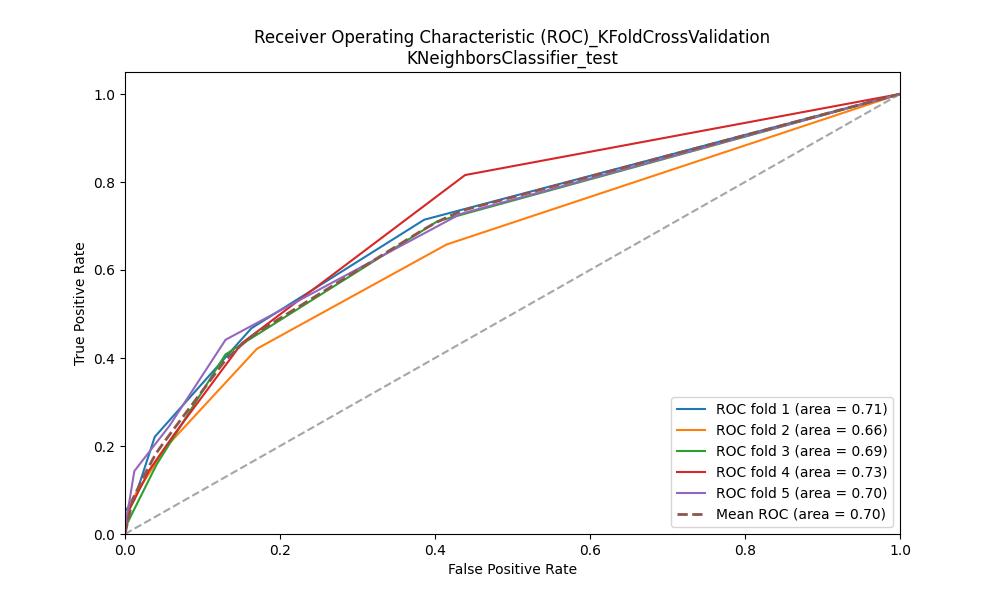 Receiver Operating Characteristic (ROC)_KFoldCrossValidation
KNeighborsClassifier_test
True Positive Rate
1.0
0.8
0.6
0.4
0.2
0.0
ROC fold 1 (area = 0.71)
ROC fold 2 (area = 0.66)
ROC fold 3 (area = 0.69)
ROC fold 4 (area = 0.73)
ROC fold 5 (area = 0.70)
Mean ROC (area = 0.70)
0.0 0.2 0.4 0.6 0.8 1.0
False Positive Rate